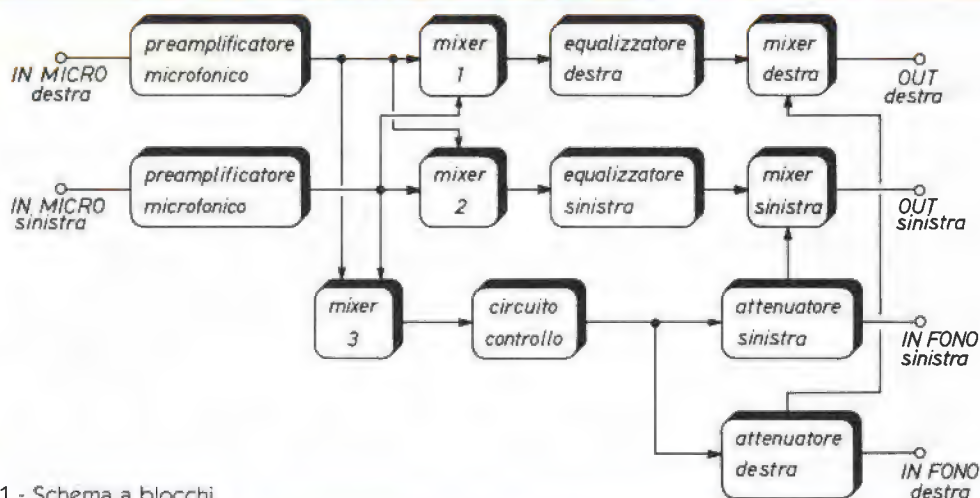 preamplificatore
microfonico
mixer
1
equalizzatore
destra
mixer
destra
IN MICRO
destra
OUT
destra
preamplificatore
microfonico
mixer
2
equalizzatore
sinistra
mixer
sinistra
IN MICRO
sinistra
OUT
sinistra
mixer
3
circuito
controllo
attenuatore
sinistra
IN FONO
sinistra
attenuatore
destra
IN FONO
destra
1 - Schema a blocchi